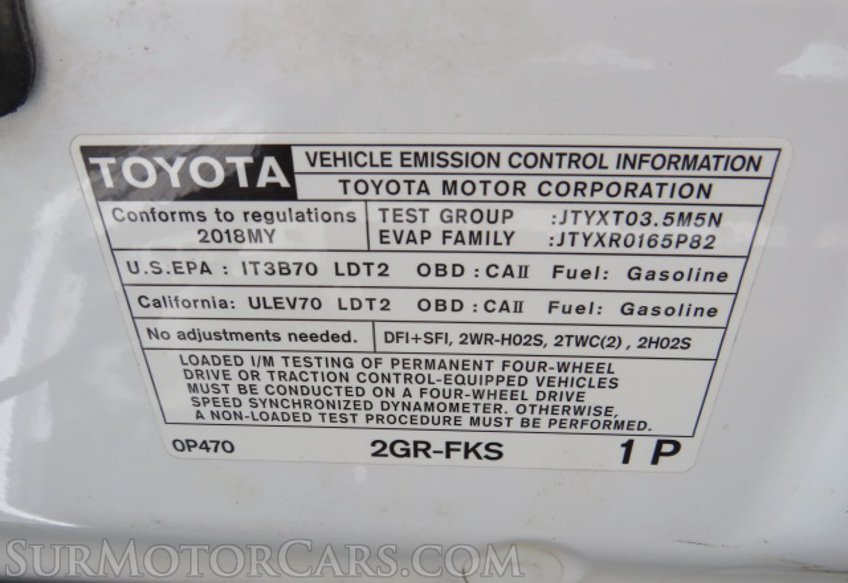 TOYOTA
VEHICLE EMISSION CONTROL INFORMATION
TOYOTA MOTOR CORPORATION
Conforms to regulations
2018MY
TEST GROUP :JTYXT03.5M5N
EVAP FAMILY :JTYXR0165P82
U.S.EPA : IT3B70 LDT2 OBD : CAII Fuel: Gasoline
California: ULEV70 LDT2 OBD : CAII Fuel: Gasoline
No adjustments needed.
DFI+SFI, 2WR-HO2S, 2TWC(2) , 2HO2S
LOADED I/M TESTING OF PERMANENT FOUR-WHEEL
DRIVE OR TRACTION CONTROL-EQUIPPED VEHICLES
MUST BE CONDUCTED ON A FOUR-WHEEL DRIVE
SPEED SYNCHRONIZED DYNAMOMETER. OTHERWISE,
A NON-LOADED TEST PROCEDURE MUST BE PERFORMED.
0P470 2GR-FKS 1 P
SURMOTORCARS.COM